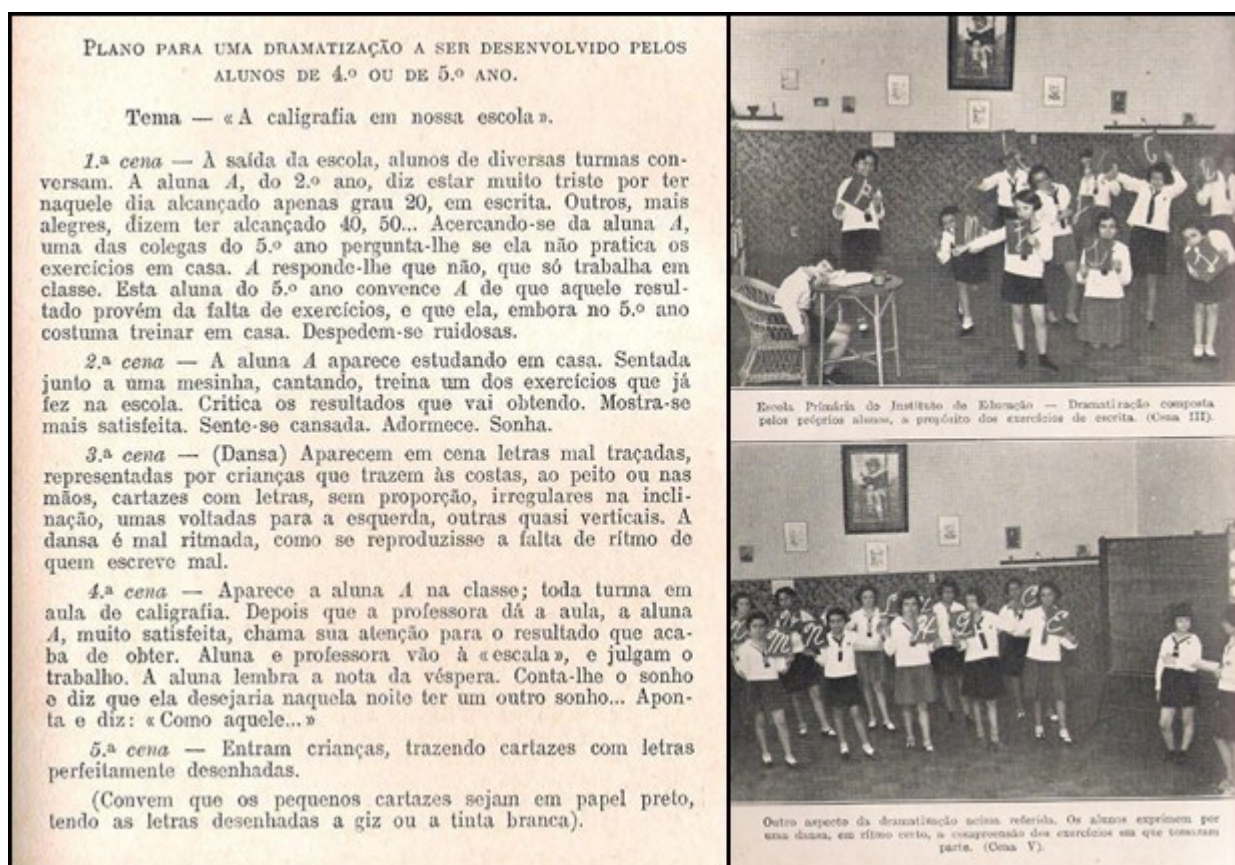 PLANO PARA UMA DRAMATIZAÇÃO A SER DESENVOLVIDO PELOS
ALUNOS DE 4.º OU DE 5.º ANO.
Tema — «A caligrafia em nossa escola».
1.ª cena — À saída da escola, alunos de diversas turmas con-
versam. A aluna A, do 2.º ano, diz estar muito triste por ter
naquele dia alcançado apenas grau 20, em escrita. Outros, mais
alegres, dizem ter alcançado 40, 50... Acercando-se da aluna A,
uma das colegas do 5.º ano pergunta-lhe se ela não pratica os
exercícios em casa. A responde-lhe que não, que só trabalha em
classe. Esta aluna do 5.º ano convence A de que aquele resul-
tado provém da falta de exercícios, e que ela, embora no 5.º ano
costuma treinar em casa. Despedem-se ruidosas.
2.ª cena — A aluna A aparece estudando em casa. Sentada
junto a uma mesinha, cantando, treina um dos exercícios que já
fez na escola. Critica os resultados que vai obtendo. Mostra-se
mais satisfeita. Sente-se cansada. Adormece. Sonha.
3.ª cena — (Dansa) Aparecem em cena letras mal traçadas,
representadas por crianças que trazem às costas, ao peito ou nas
mãos, cartazes com letras, sem proporção, irregulares na incli-
nação, umas voltadas para a esquerda, outras quasi verticais. A
dansa é mal ritmada, como se reproduzisse a falta de rítmo de
quem escreve mal.
4.ª cena — Aparece a aluna A na classe; toda turma em
aula de caligrafia. Depois que a professora dá a aula, a aluna
A, muito satisfeita, chama sua atenção para o resultado que aca-
ba de obter. Aluna e professora vão à «escala», e julgam o
trabalho. A aluna lembra a nota da véspera. Conta-lhe o sonho
e diz que ela desejaria naquela noite ter um outro sonho... Apon-
ta e diz: «Como aquele...»
5.ª cena — Entram crianças, trazendo cartazes com letras
perfeitamente desenhadas.
(Convem que os pequenos cartazes sejam em papel preto,
tendo as letras desenhadas a giz ou a tinta branca).
Escola Primária do Instituto de Educação — Dramatização composta
pelos próprios alunos, a propósito dos exercícios de escrita. (Cena III).
Outro aspecto da dramatização acima referida. Os alunos exprimem por
uma dansa, em rítmo certo, a compreensão dos exercícios em que tomaram
parte. (Cena V).